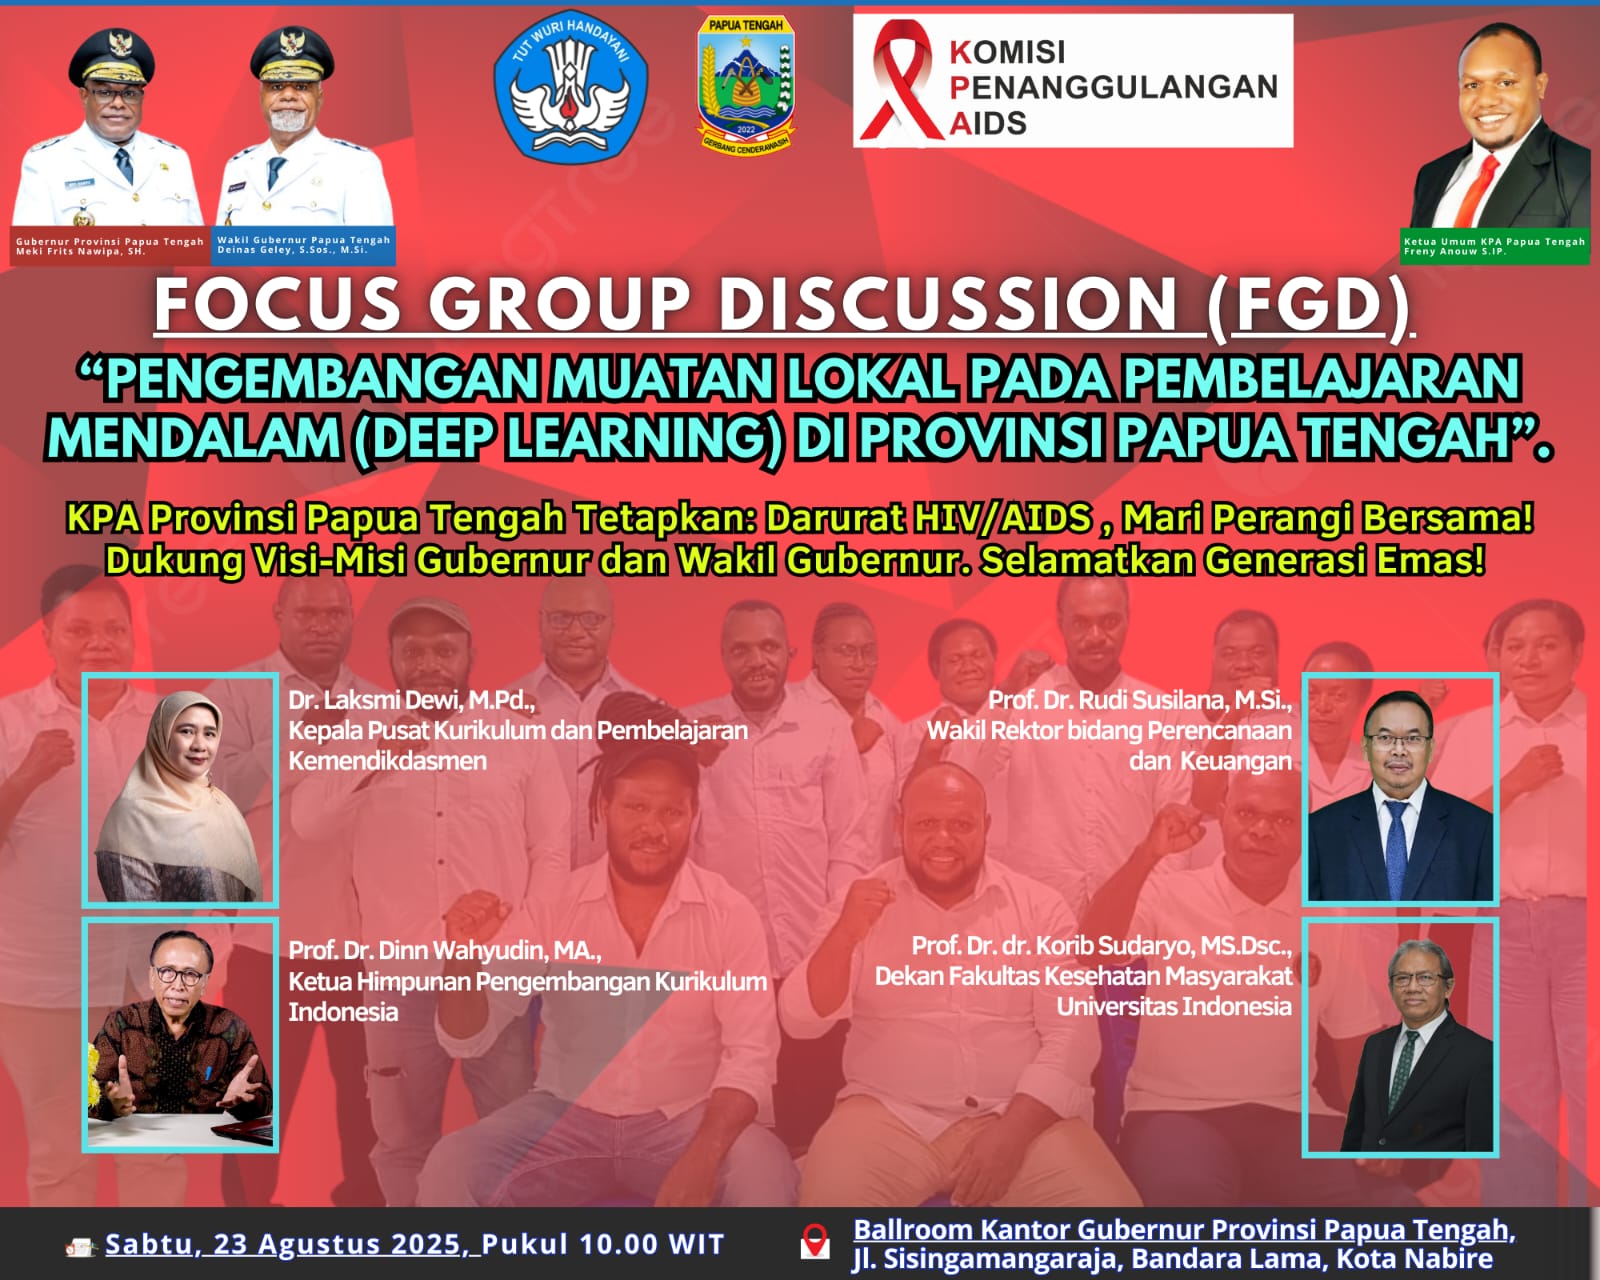 TUT WURI HANDAYANI
PAPUA TENGAH
2022
GERBANG CENDERAWASIH
KOMISI
PENANGGULANGAN
AIDS
Gubernur Provinsi Papua Tengah
Meki Frits Nawipa, SH.
Wakil Gubernur Papua Tengah
Deinas Geley, S.Sos., M.Si.
Ketua Umum KPA Papua Tengah
Freny Anouw S.IP.
FOCUS GROUP DISCUSSION (FGD)
“PENGEMBANGAN MUATAN LOKAL PADA PEMBELAJARAN
MENDALAM (DEEP LEARNING) DI PROVINSI PAPUA TENGAH”.
KPA Provinsi Papua Tengah Tetapkan: Darurat HIV/AIDS , Mari Perangi Bersama!
Dukung Visi-Misi Gubernur dan Wakil Gubernur. Selamatkan Generasi Emas!
Dr. Laksmi Dewi, M.Pd.,
Kepala Pusat Kurikulum dan Pembelajaran
Kemendikdasmen
Prof. Dr. Rudi Susilana, M.Si.,
Wakil Rektor bidang Perencanaan
dan Keuangan
Prof. Dr. Dinn Wahyudin, MA.,
Ketua Himpunan Pengembangan Kurikulum
Indonesia
Prof. Dr. dr. Korib Sudaryo, MS.Dsc.,
Dekan Fakultas Kesehatan Masyarakat
Universitas Indonesia
Sabtu, 23 Agustus 2025, Pukul 10.00 WIT
Ballroom Kantor Gubernur Provinsi Papua Tengah,
Jl. Sisingamangaraja, Bandara Lama, Kota Nabire